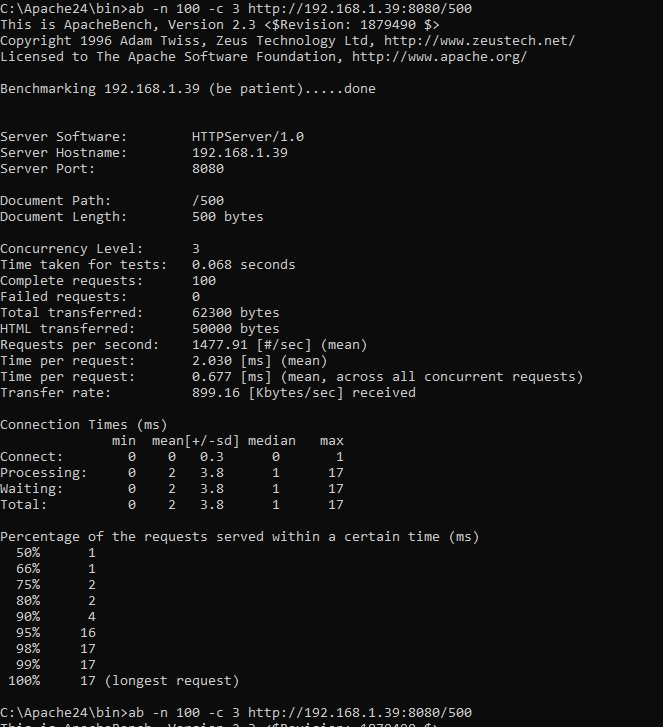 C:\Apache24\bin>ab -n 100 -c 3 http://192.168.1.39:8080/500
This is ApacheBench, Version 2.3 <$Revision: 1879490 $>
Copyright 1996 Adam Twiss, Zeus Technology Ltd, http://www.zeustech.net/
Licensed to The Apache Software Foundation, http://www.apache.org/

Benchmarking 192.168.1.39 (be patient).....done


Server Software:        HTTPServer/1.0
Server Hostname:        192.168.1.39
Server Port:            8080

Document Path:          /500
Document Length:        500 bytes

Concurrency Level:      3
Time taken for tests:   0.068 seconds
Complete requests:      100
Failed requests:        0
Total transferred:      62300 bytes
HTML transferred:       50000 bytes
Requests per second:    1477.91 [#/sec] (mean)
Time per request:       2.030 [ms] (mean)
Time per request:       0.677 [ms] (mean, across all concurrent requests)
Transfer rate:          899.16 [Kbytes/sec] received

Connection Times (ms)
              min  mean[+/-sd] median   max
Connect:        0    0   0.3      0       1
Processing:     0    2   3.8      1      17
Waiting:        0    2   3.8      1      17
Total:          0    2   3.8      1      17

Percentage of the requests served within a certain time (ms)
  50%      1
  66%      1
  75%      2
  80%      2
  90%      4
  95%     16
  98%     17
  99%     17
 100%     17 (longest request)

C:\Apache24\bin>ab -n 100 -c 3 http://192.168.1.39:8080/500
This is ApacheBench, Version 2.3 <$Revision: 1879490 $>